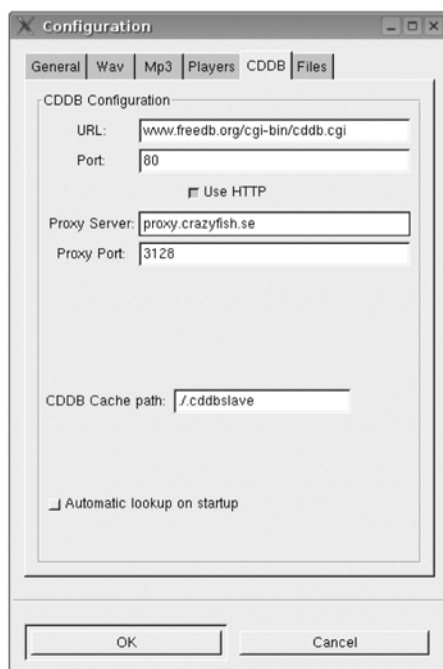 Configuration
General Wav Mp3 Players CDDB Files
CDDB Configuration
URL: www.freedb.org/cgi-bin/cddb.cgi
Port: 80
Use HTTP
Proxy Server: proxy.crazyfish.se
Proxy Port: 3128
CDDB Cache path: ./.cddbslave
Automatic lookup on startup
OK Cancel